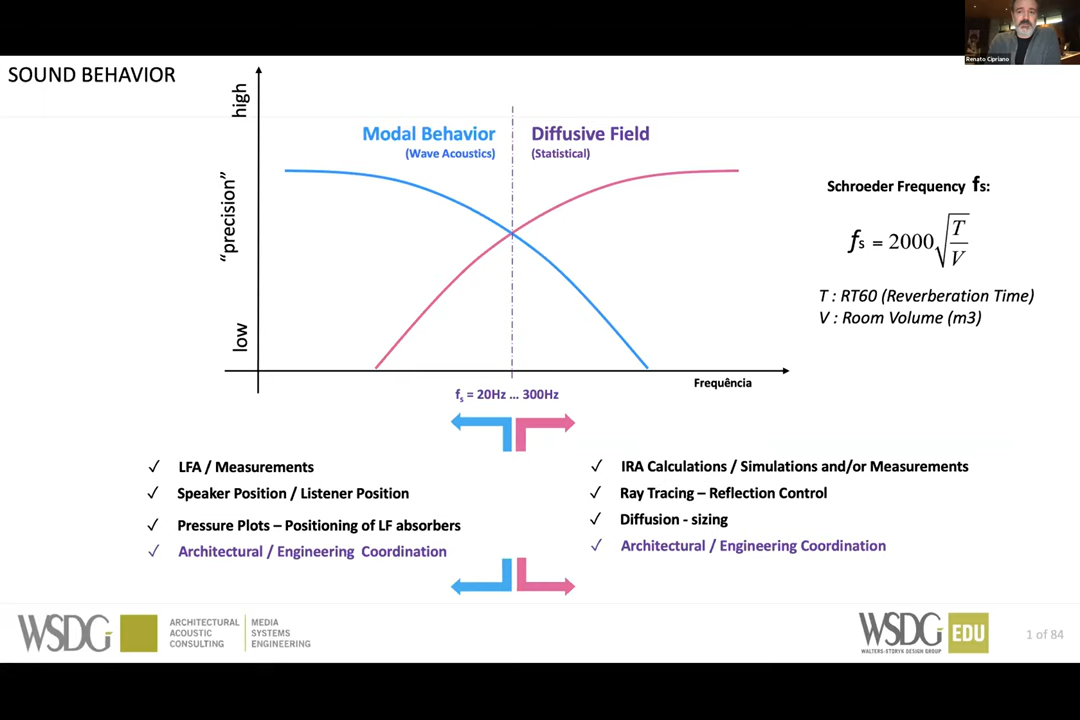 Renato Cipriano
SOUND BEHAVIOR
high
"precision"
low
Modal Behavior
(Wave Acoustics)
Diffusive Field
(Statistical)
Schroeder Frequency fs:
fs = 2000√(T/V)
T : RT60 (Reverberation Time)
V : Room Volume (m3)
Frequência
fs = 20Hz ... 300Hz
✓ LFA / Measurements
✓ Speaker Position / Listener Position
✓ Pressure Plots – Positioning of LF absorbers
✓ Architectural / Engineering Coordination
✓ IRA Calculations / Simulations and/or Measurements
✓ Ray Tracing – Reflection Control
✓ Diffusion - sizing
✓ Architectural / Engineering Coordination
WSDG
ARCHITECTURAL
ACOUSTIC
CONSULTING
MEDIA
SYSTEMS
ENGINEERING
WSDG EDU
WALTERS-STORYK DESIGN GROUP
1 of 84